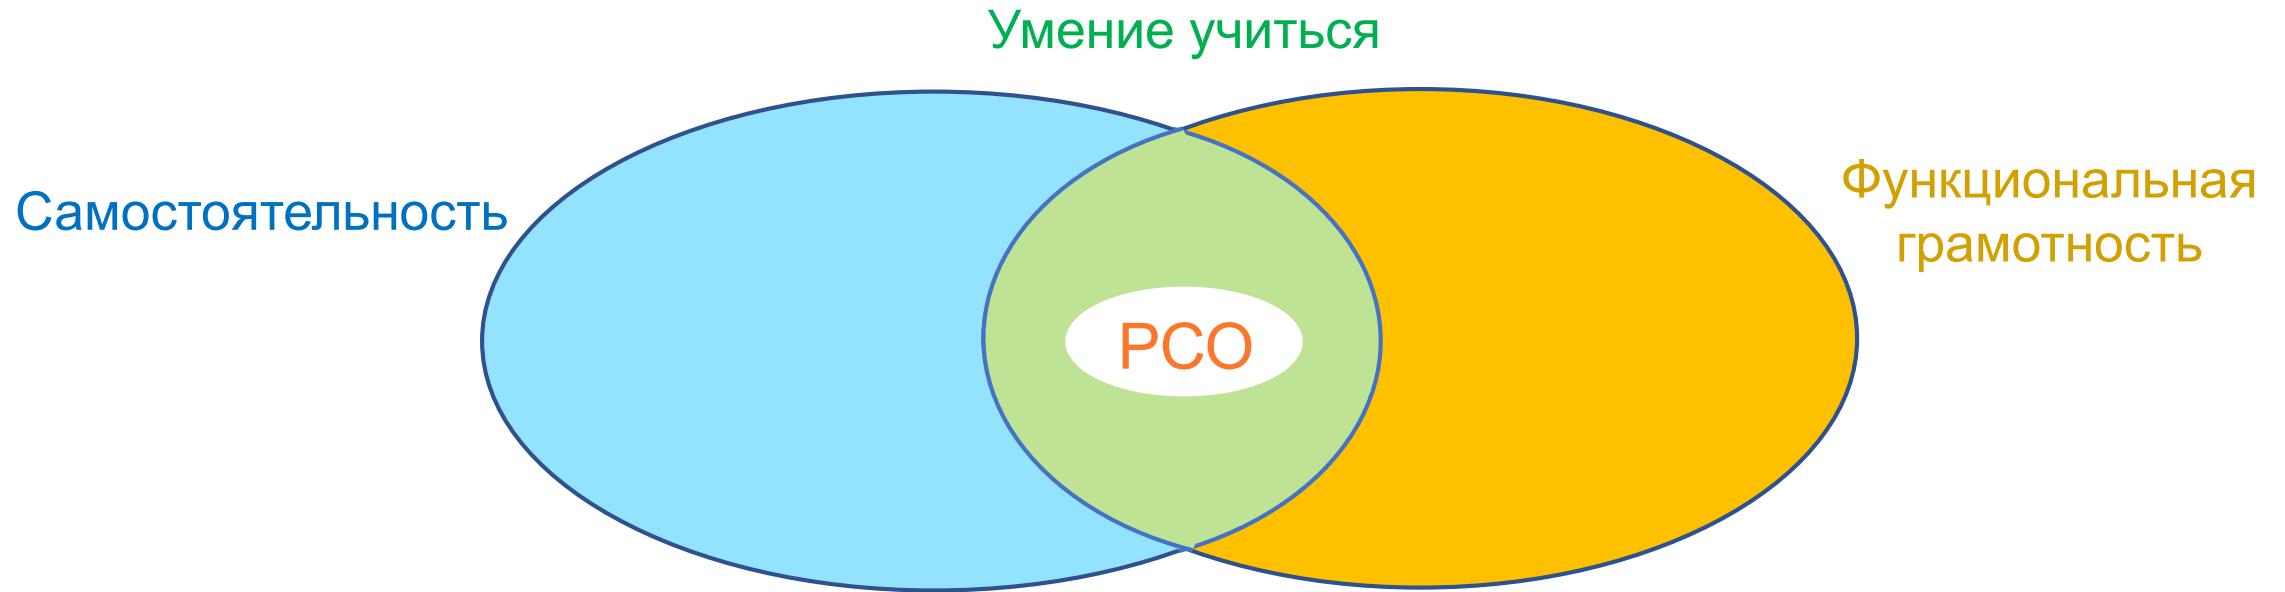 Умение учиться
Самостоятельность
Функциональная
грамотность
РСО